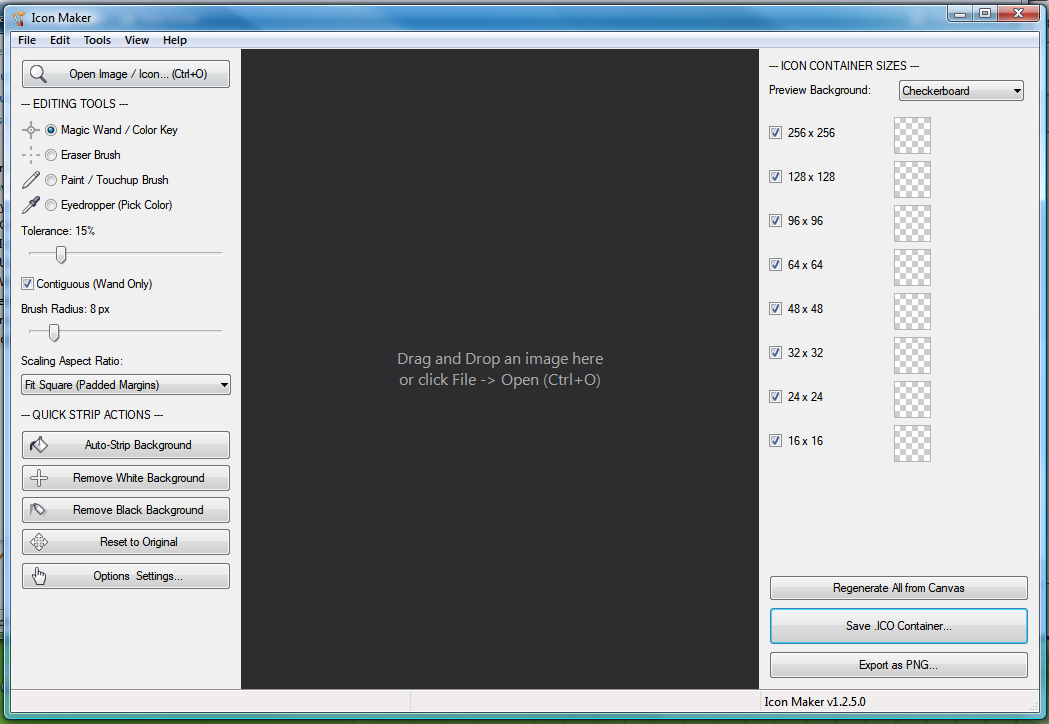 Icon Maker
File Edit Tools View Help
Open Image / Icon... (Ctrl+O)
--- EDITING TOOLS ---
Magic Wand / Color Key
Eraser Brush
Paint / Touchup Brush
Eyedropper (Pick Color)
Tolerance: 15%
Contiguous (Wand Only)
Brush Radius: 8 px
Scaling Aspect Ratio:
Fit Square (Padded Margins)
--- QUICK STRIP ACTIONS ---
Auto-Strip Background
Remove White Background
Remove Black Background
Reset to Original
Options Settings...
Drag and Drop an image here
or click File -> Open (Ctrl+O)
--- ICON CONTAINER SIZES ---
Preview Background: Checkerboard
256 x 256
128 x 128
96 x 96
64 x 64
48 x 48
32 x 32
24 x 24
16 x 16
Regenerate All from Canvas
Save .ICO Container...
Export as PNG...
Icon Maker v1.2.5.0